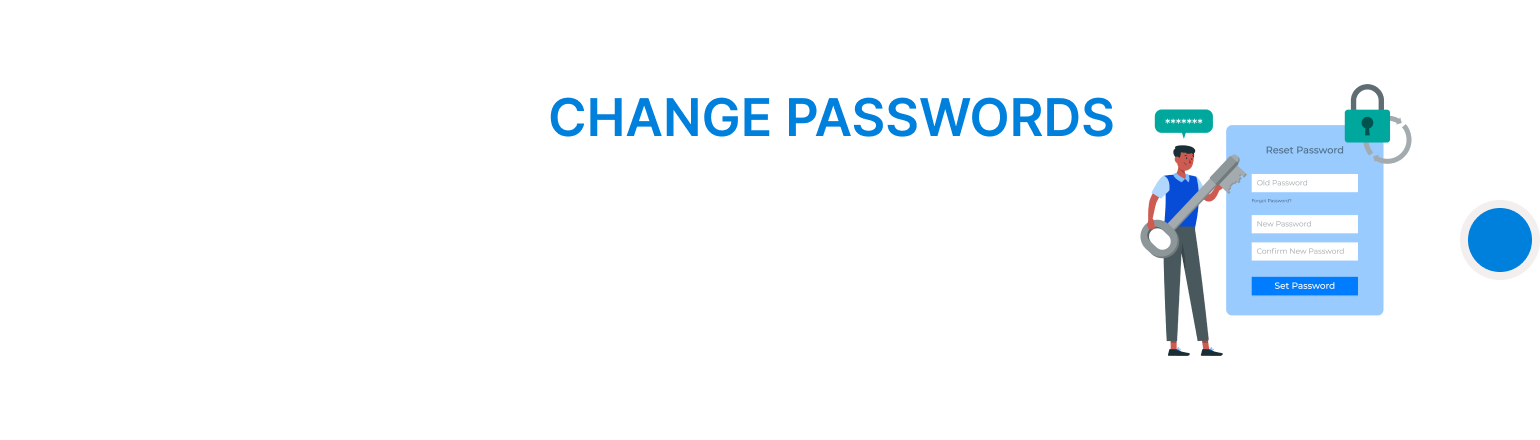 CHANGE PASSWORDS
*******
Reset Password
Old Password
Forgot Password?
New Password
Confirm New Password
Set Password